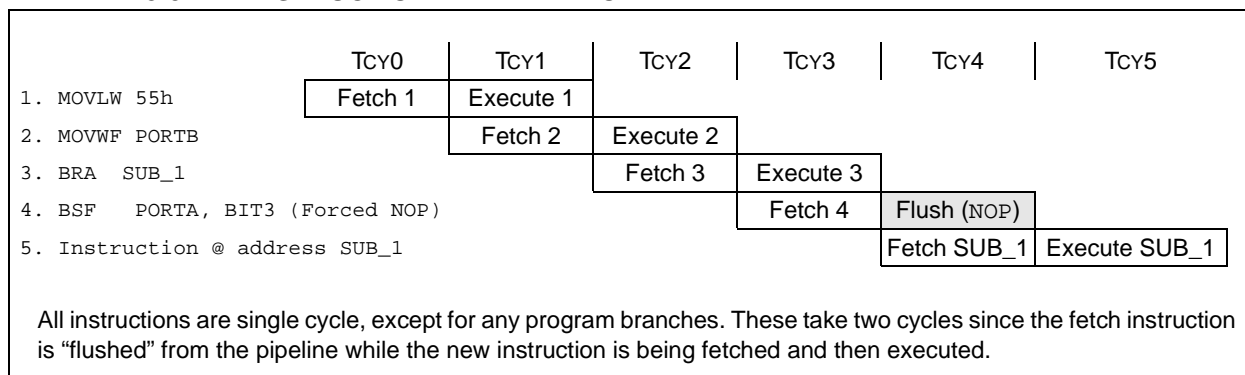 TCY0 TCY1 TCY2 TCY3 TCY4 TCY5
1. MOVLW 55h Fetch 1 Execute 1
2. MOVWF PORTB Fetch 2 Execute 2
3. BRA SUB_1 Fetch 3 Execute 3
4. BSF PORTA, BIT3 (Forced NOP) Fetch 4 Flush (NOP)
5. Instruction @ address SUB_1 Fetch SUB_1 Execute SUB_1
All instructions are single cycle, except for any program branches. These take two cycles since the fetch instruction
is “flushed” from the pipeline while the new instruction is being fetched and then executed.